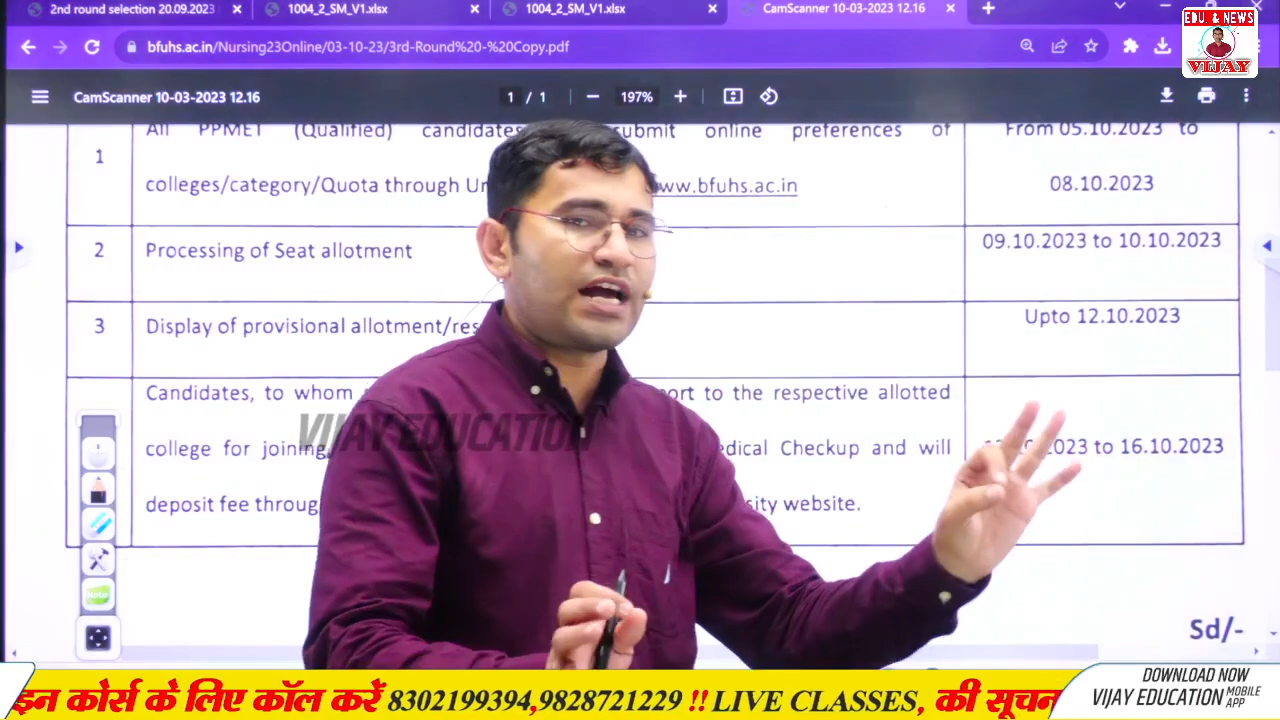 2nd round selection 20.09.2023
1004_2_SM_V1.xlsx
1004_2_SM_V1.xlsx
CamScanner 10-03-2023 12.16
EDU. & NEWS
VIJAY
bfuhs.ac.in/Nursing23Online/03-10-23/3rd-Round%20-%20Copy.pdf
CamScanner 10-03-2023 12.16
1 / 1
197%
1
All PPMET (Qualified) candidates submit online preferences of
colleges/category/Quota through www.bfuhs.ac.in
From 05.10.2023 to
08.10.2023
2
Processing of Seat allotment
09.10.2023 to 10.10.2023
3
Display of provisional allotment/res
Upto 12.10.2023
Candidates, to whom to the respective allotted
college for joining, Checkup and will
deposit fee website.
to 16.10.2023
VIJAY EDUCATION
Note
Sd/-
इन कोर्स के लिए कॉल करें 8302199394,9828721229 !! LIVE CLASSES, की सूचन
DOWNLOAD NOW
VIJAY EDUCATION MOBILE APP